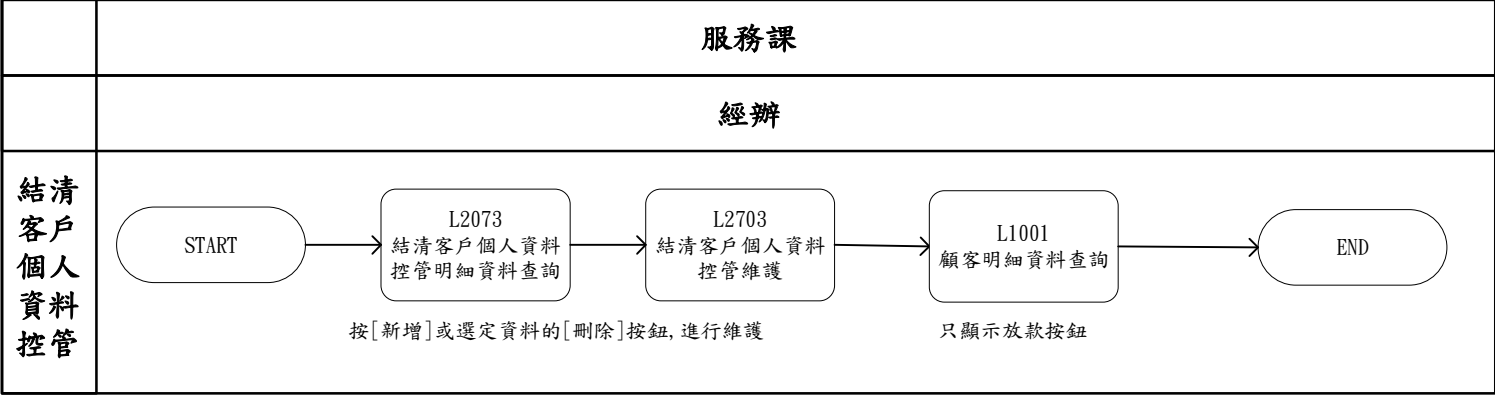 服務課
經辦
結清
客戶
個人
資料
控管
START
L2073
結清客戶個人資料
控管明細資料查詢
L2703
結清客戶個人資料
控管維護
L1001
顧客明細資料查詢
END
按[新增]或選定資料的[刪除]按鈕,進行維護
只顯示放款按鈕